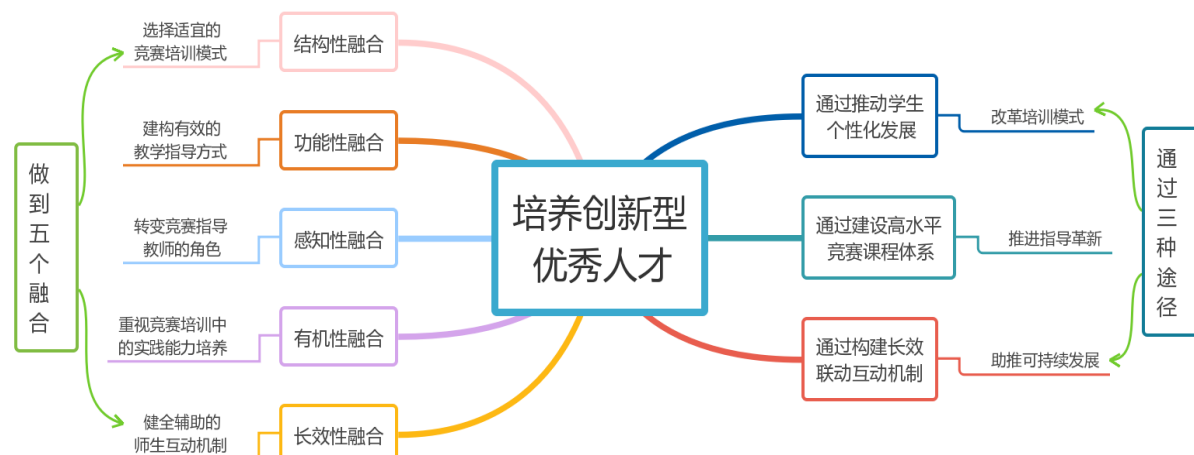 做到五个融合
选择适宜的
竞赛培训模式
结构性融合
建构有效的
教学指导方式
功能性融合
转变竞赛指导
教师的角色
感知性融合
重视竞赛培训中
的实践能力培养
有机性融合
健全辅助的
师生互动机制
长效性融合
培养创新型
优秀人才
通过推动学生
个性化发展
改革培训模式
通过建设高水平
竞赛课程体系
推进指导革新
通过构建长效
联动互动机制
助推可持续发展
通过三种途径